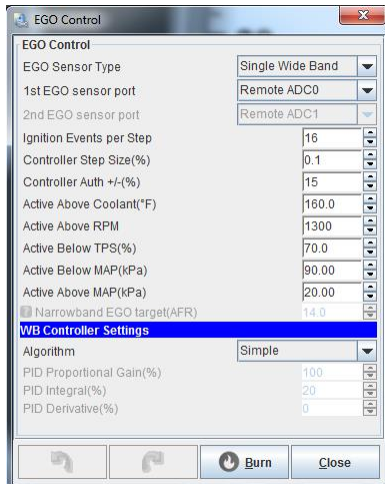 EGO Control
EGO Control
EGO Sensor Type Single Wide Band
1st EGO sensor port Remote ADC0
2nd EGO sensor port Remote ADC1
Ignition Events per Step 16
Controller Step Size(%) 0.1
Controller Auth +/-(%) 15
Active Above Coolant(°F) 160.0
Active Above RPM 1300
Active Below TPS(%) 70.0
Active Below MAP(kPa) 90.00
Active Above MAP(kPa) 20.00
Narrowband EGO target(AFR) 14.0
WB Controller Settings
Algorithm Simple
PID Proportional Gain(%) 100
PID Integral(%) 20
PID Derivative(%) 0
Burn Close